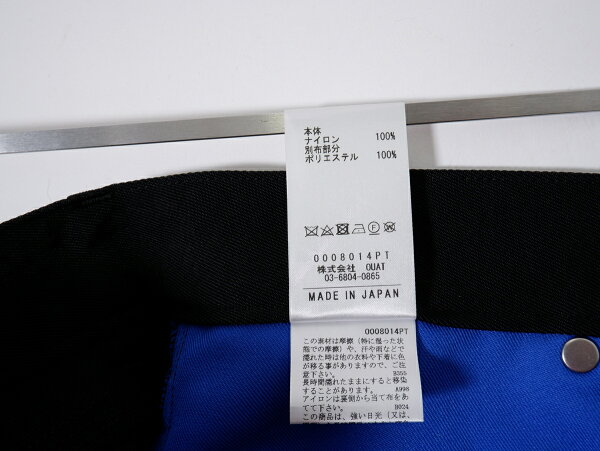 本体
ナイロン 100%
別布部分
ポリエステル 100%
0008014PT
株式会社 OUAT
03-6804-0865
MADE IN JAPAN
0008014PT
この素材は摩擦（特に湿った状
態での摩擦）や、汗や雨などで
濡れた時は他の衣料や下着に色
が移る事がありますので、ご注
意下さい。 B355
長時間濡れたままにすると移染
することがあります。 A998
アイロンは裏側から当て布をあ
てて下さい。 B024
この商品は、強い日光（又は、